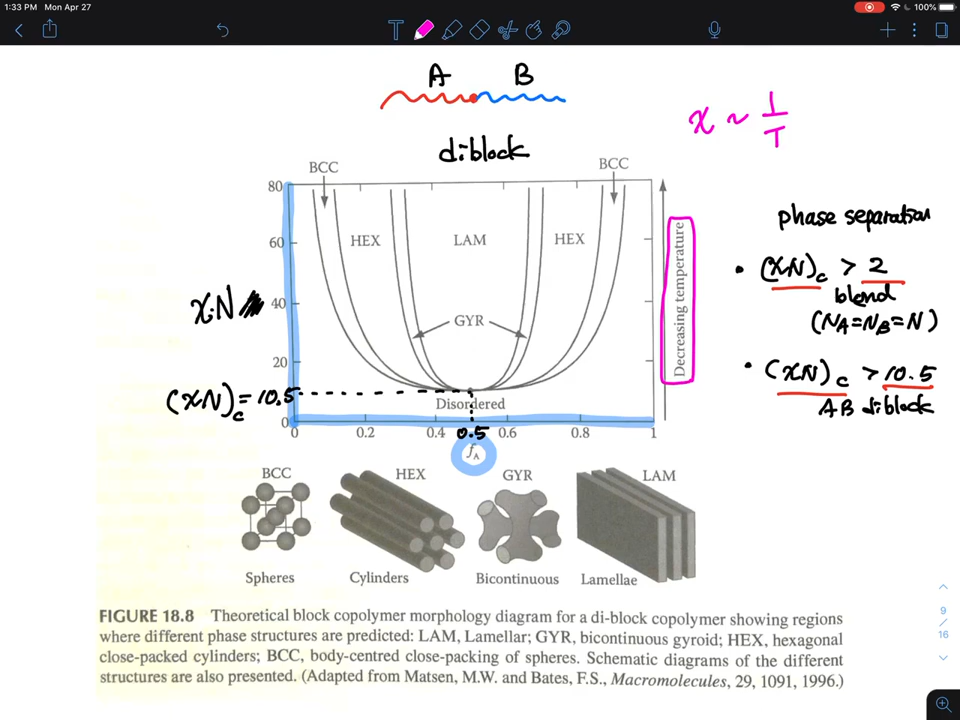 1:33 PM Mon Apr 27
100%
A B
χ ~ 1/T
diblock
BCC BCC
80
60
40
20
0
HEX LAM HEX
GYR
Disordered
χ·N
(χN)c = 10.5
0 0.2 0.4 0.5 0.6 0.8 1
fA
Decreasing temperature
phase separation
• (χN)c > 2
blend
(NA=NB=N)
• (χN)c > 10.5
AB diblock
BCC HEX GYR LAM
Spheres Cylinders Bicontinuous Lamellae
FIGURE 18.8 Theoretical block copolymer morphology diagram for a di-block copolymer showing regions
where different phase structures are predicted: LAM, Lamellar; GYR, bicontinuous gyroid; HEX, hexagonal
close-packed cylinders; BCC, body-centred close-packing of spheres. Schematic diagrams of the different
structures are also presented. (Adapted from Matsen, M.W. and Bates, F.S., Macromolecules, 29, 1091, 1996.)
9
/
16